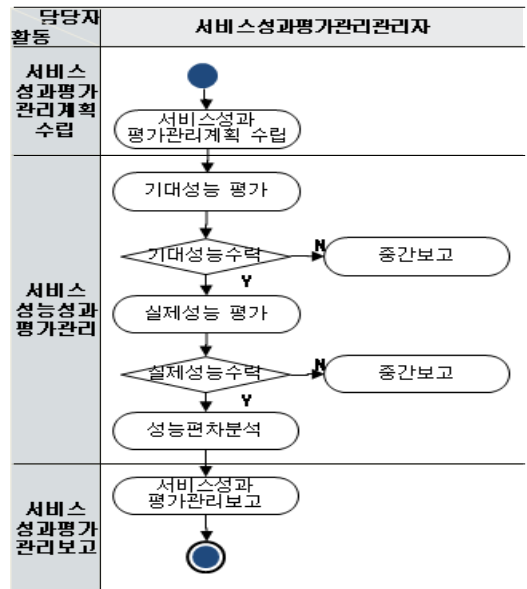 담당자
활동
서비스성과평가관리관리자
서비스
성과평가
관리계획
수립
서비스성과
평가관리계획 수립
서비스
성능성과
평가관리
기대성능 평가
기대성능수락
N
중간보고
Y
실제성능 평가
실제성능수락
N
중간보고
Y
성능편차분석
서비스
성과평가
관리보고
서비스성과
평가관리보고